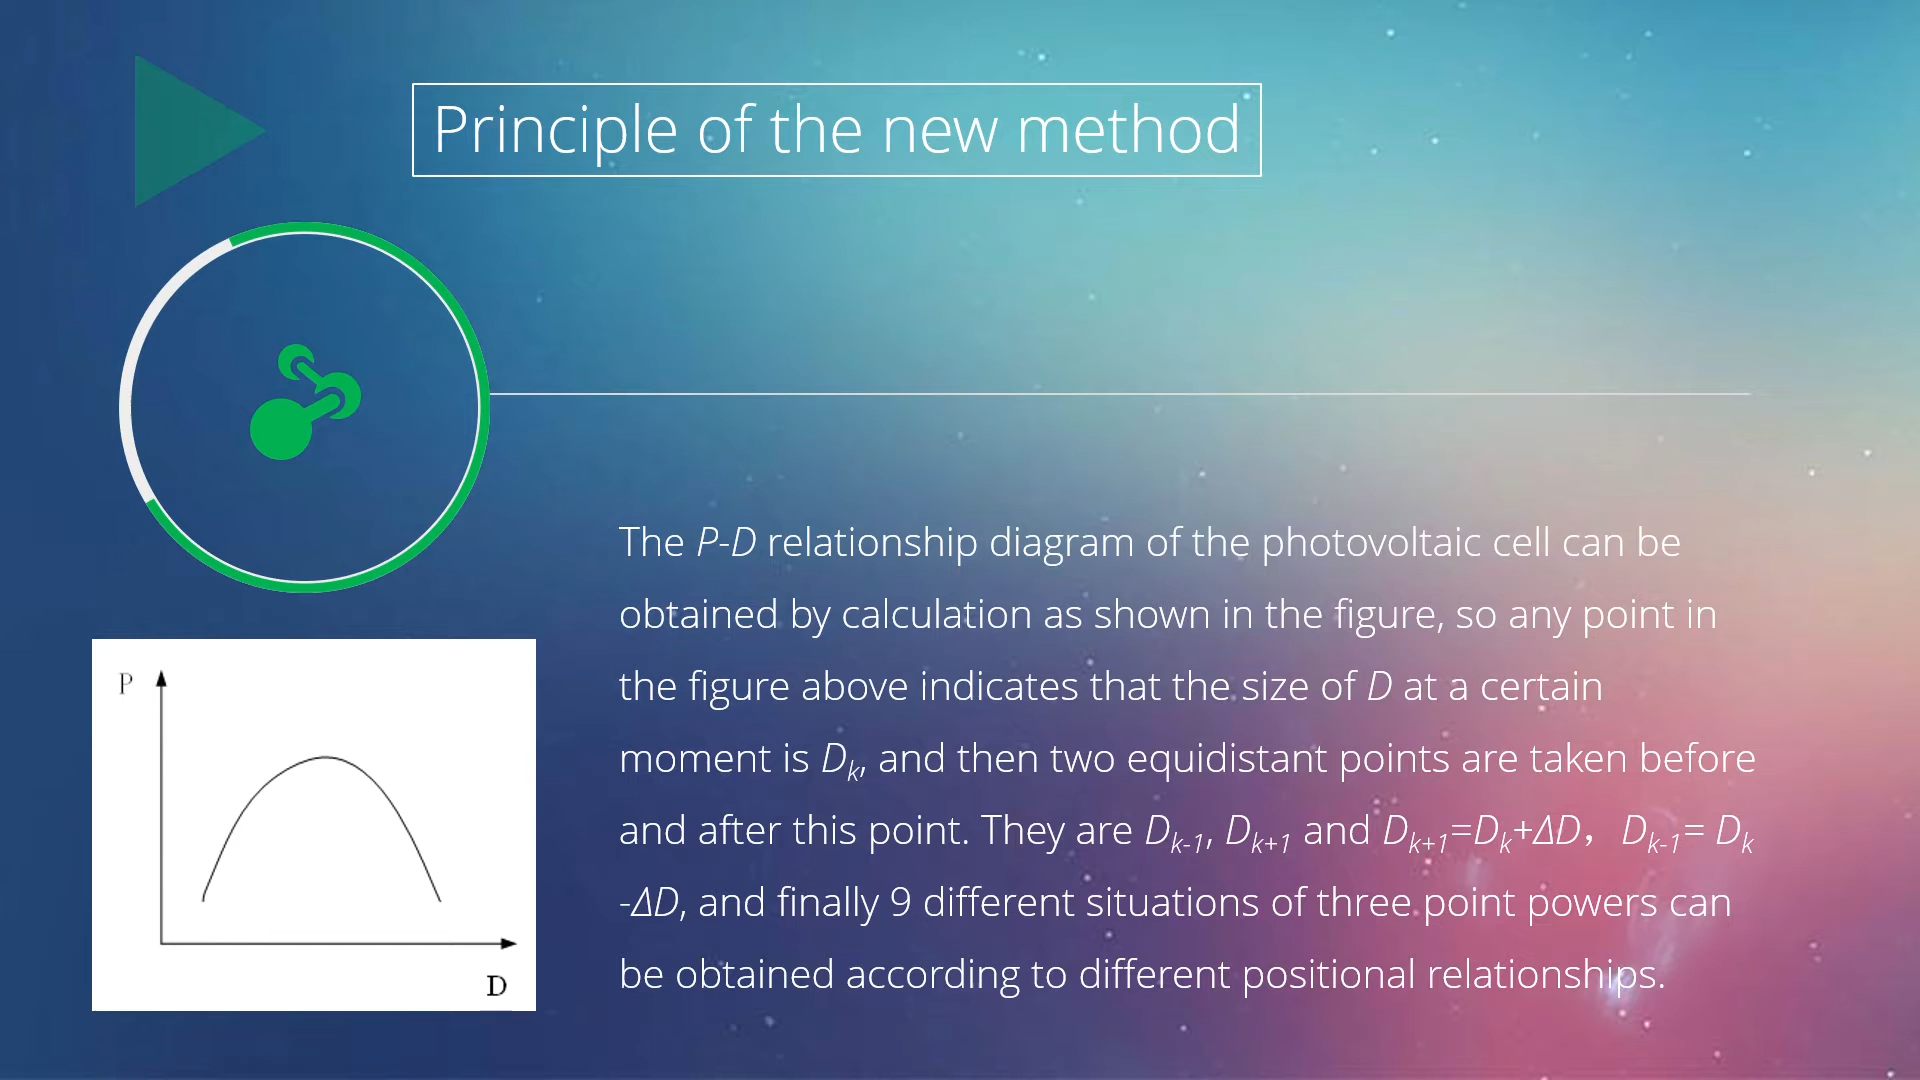 Principle of the new method
The P-D relationship diagram of the photovoltaic cell can be
obtained by calculation as shown in the figure, so any point in
the figure above indicates that the size of D at a certain
moment is Dk, and then two equidistant points are taken before
and after this point. They are Dk-1, Dk+1 and Dk+1=Dk+ΔD，Dk-1= Dk
-ΔD, and finally 9 different situations of three point powers can
be obtained according to different positional relationships.
P
D